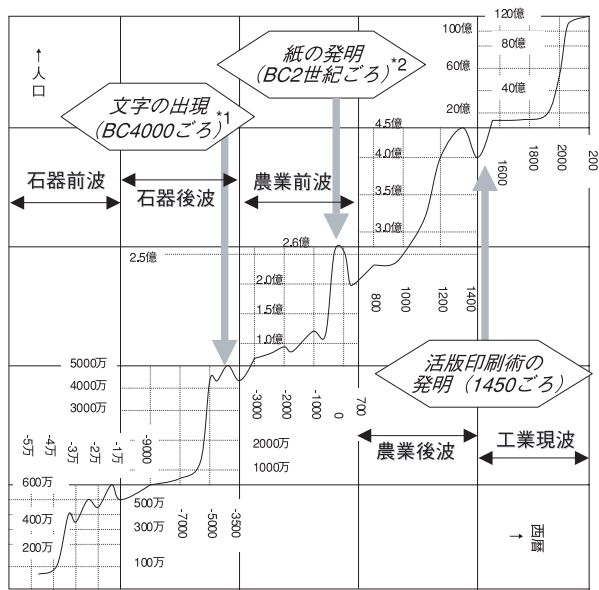 ↑人口
紙の発明
（BC2世紀ごろ）*2
文字の出現
（BC4000ごろ）*1
石器前波
石器後波
農業前波
120億
100億
80億
60億
40億
20億
4.5億
4.0億
3.5億
3.0億
1600
1800
2000
200
2.6億
2.5億
2.0億
1.5億
1.0億
800
1000
1200
1400
活版印刷術の
発明（1450ごろ）
5000万
4000万
3000万
2000万
1000万
-3000
-2000
-1000
0
700
農業後波
工業現波
-5万
-4万
-3万
-2万
-1万
-9000
-7000
-5000
-3500
600万
500万
400万
300万
200万
100万
西暦→